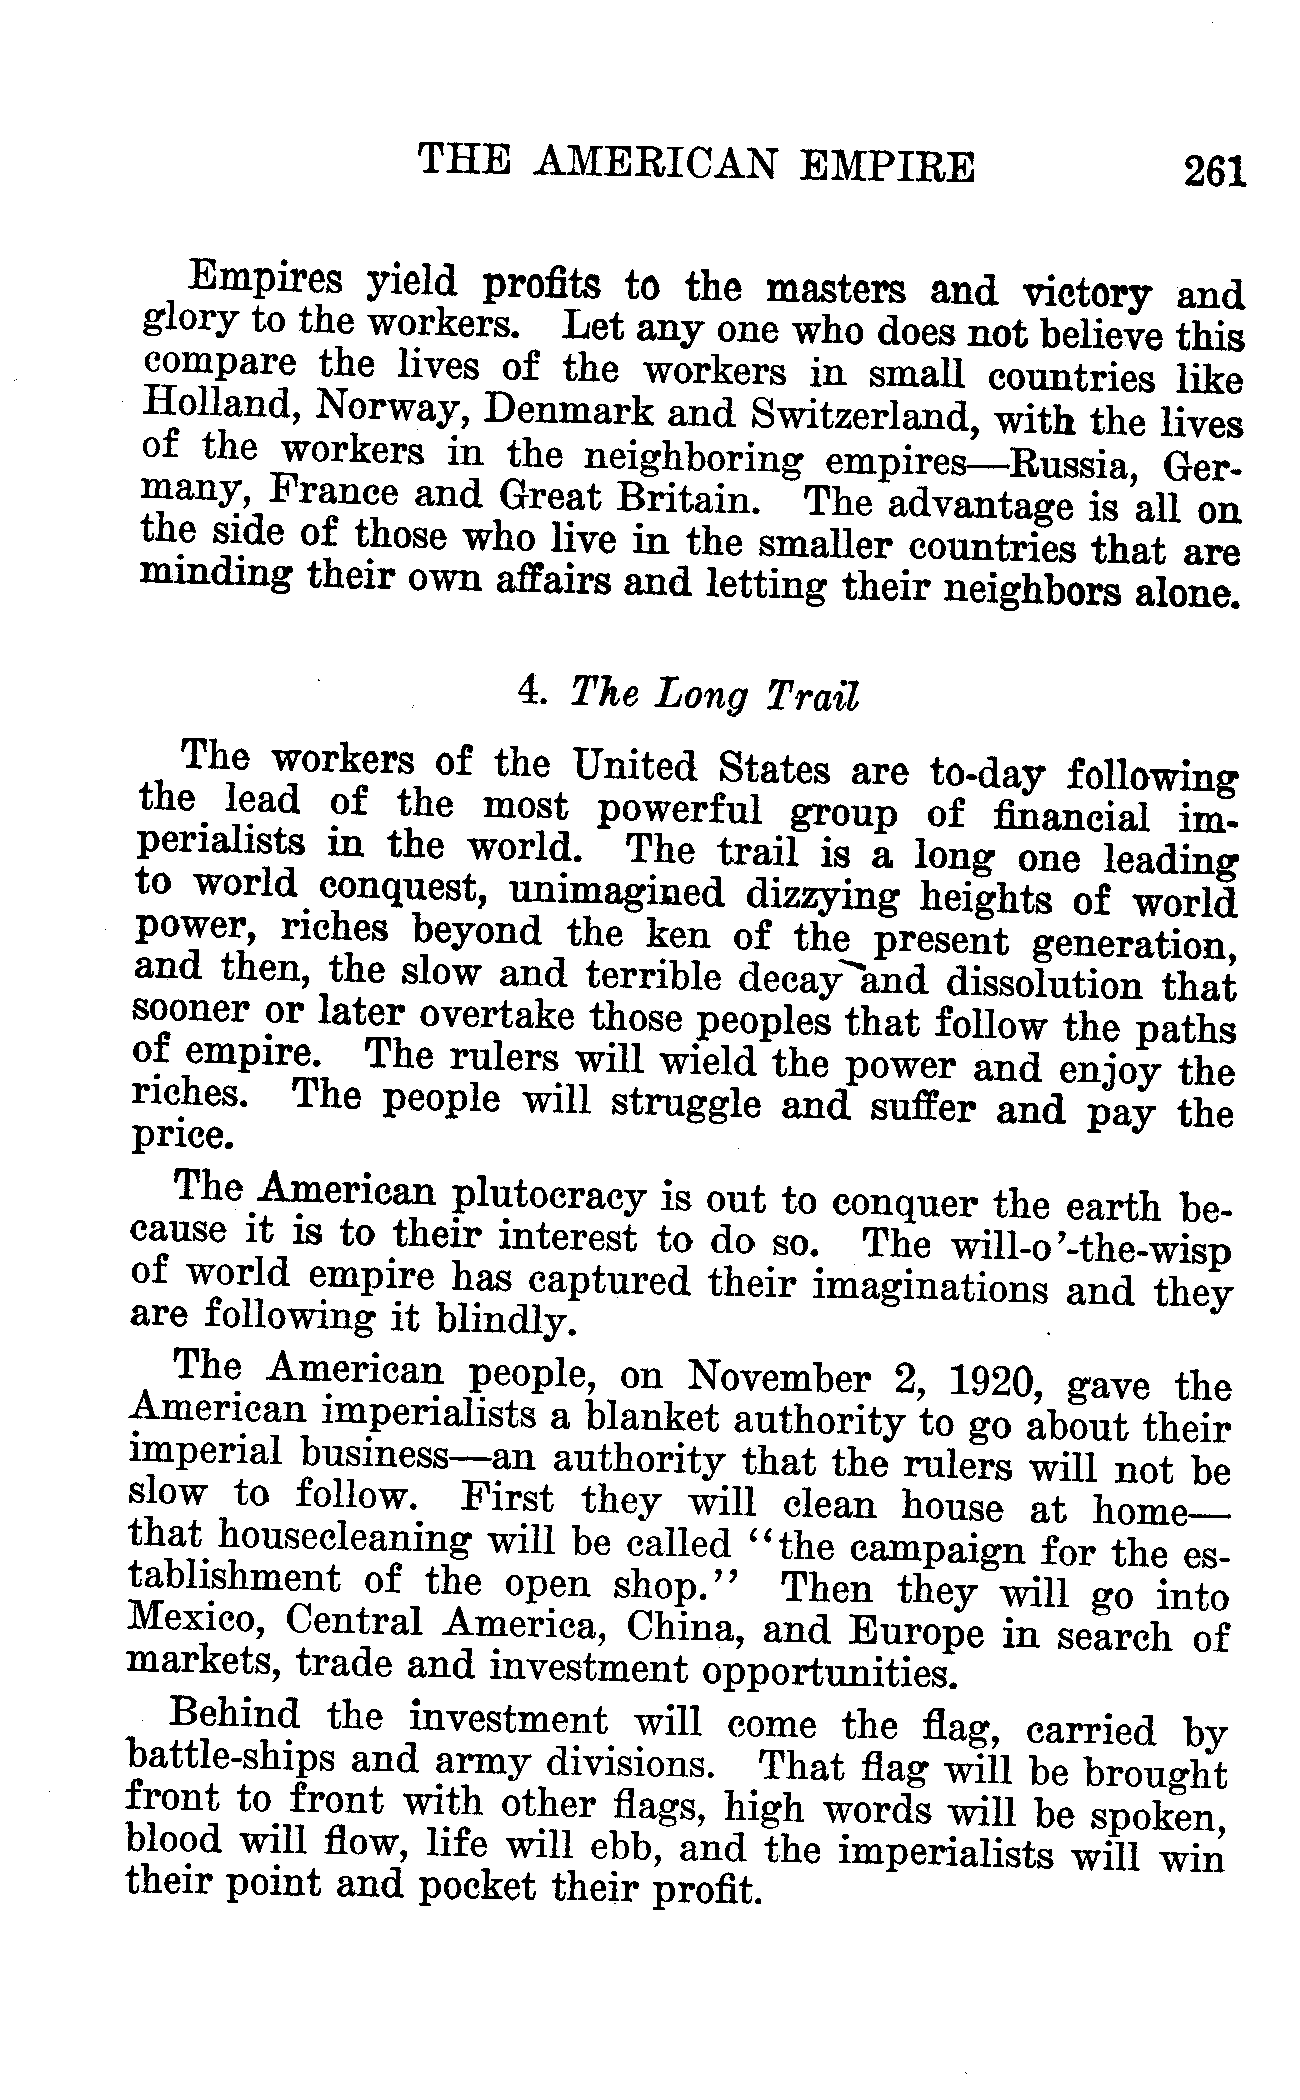 THE AMERICAN EMPIRE 261
Empires yield profits to the masters and victory and
glory to the workers. Let any one who does not believe this
compare the lives of the workers in small countries like
Holland, Norway, Denmark and Switzerland, with the lives
of the workers in the neighboring empires—Russia, Ger-
many, France and Great Britain. The advantage is all on
the side of those who live in the smaller countries that are
minding their own affairs and letting their neighbors alone.
4. The Long Trail
The workers of the United States are to-day following
the lead of the most powerful group of financial im-
perialists in the world. The trail is a long one leading
to world conquest, unimagined dizzying heights of world
power, riches beyond the ken of the present generation,
and then, the slow and terrible decay and dissolution that
sooner or later overtake those peoples that follow the paths
of empire. The rulers will wield the power and enjoy the
riches. The people will struggle and suffer and pay the
price.
The American plutocracy is out to conquer the earth be-
cause it is to their interest to do so. The will-o'-the-wisp
of world empire has captured their imaginations and they
are following it blindly.
The American people, on November 2, 1920, gave the
American imperialists a blanket authority to go about their
imperial business—an authority that the rulers will not be
slow to follow. First they will clean house at home—
that housecleaning will be called "the campaign for the es-
tablishment of the open shop." Then they will go into
Mexico, Central America, China, and Europe in search of
markets, trade and investment opportunities.
Behind the investment will come the flag, carried by
battle-ships and army divisions. That flag will be brought
front to front with other flags, high words will be spoken,
blood will flow, life will ebb, and the imperialists will win
their point and pocket their profit.